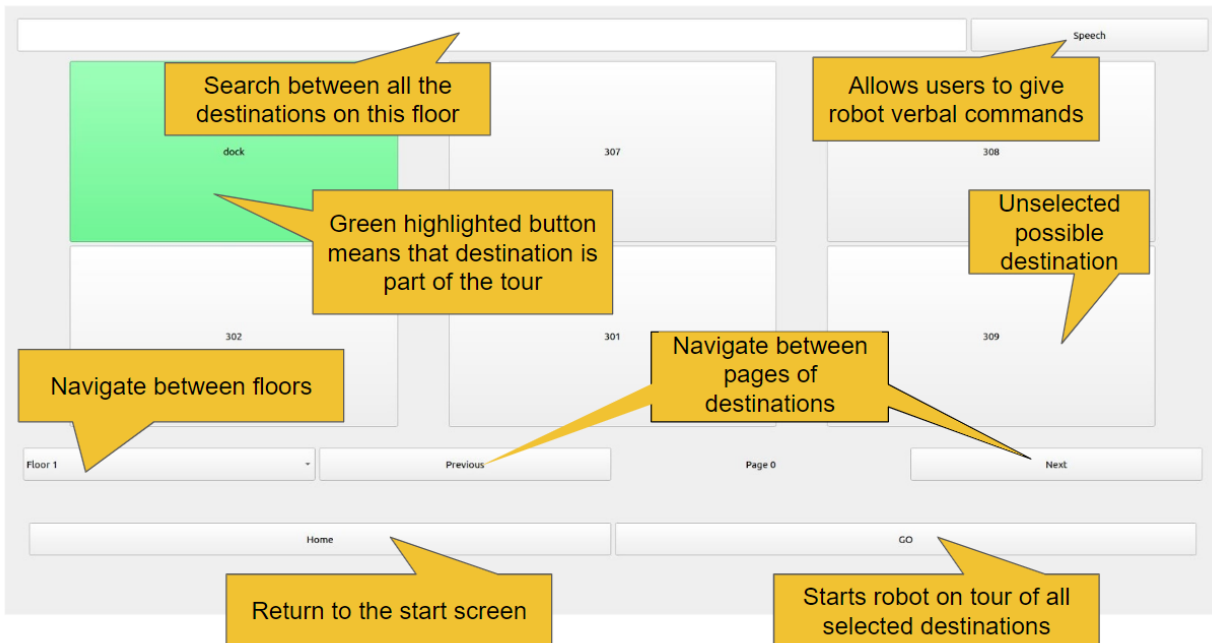 Speech
Search between all the
destinations on this floor
Allows users to give
robot verbal commands
dock
307
308
Green highlighted button
means that destination is
part of the tour
Unselected
possible
destination
302
301
309
Navigate between floors
Navigate between
pages of
destinations
Floor 1
Previous
Page 0
Next
Home
GO
Return to the start screen
Starts robot on tour of all
selected destinations